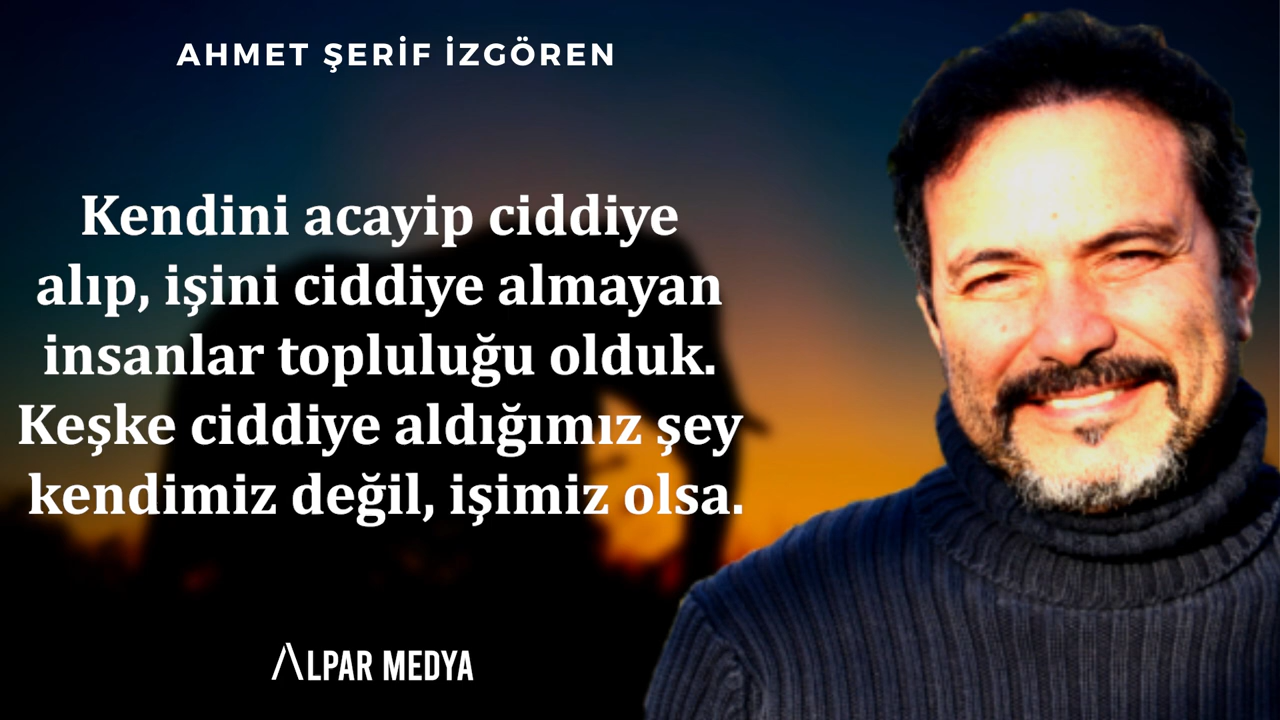 AHMET ŞERİF İZGÖREN
Kendini acayip ciddiye
alıp, işini ciddiye almayan
insanlar topluluğu olduk.
Keşke ciddiye aldığımız şey
kendimiz değil, işimiz olsa.
ALPAR MEDYA